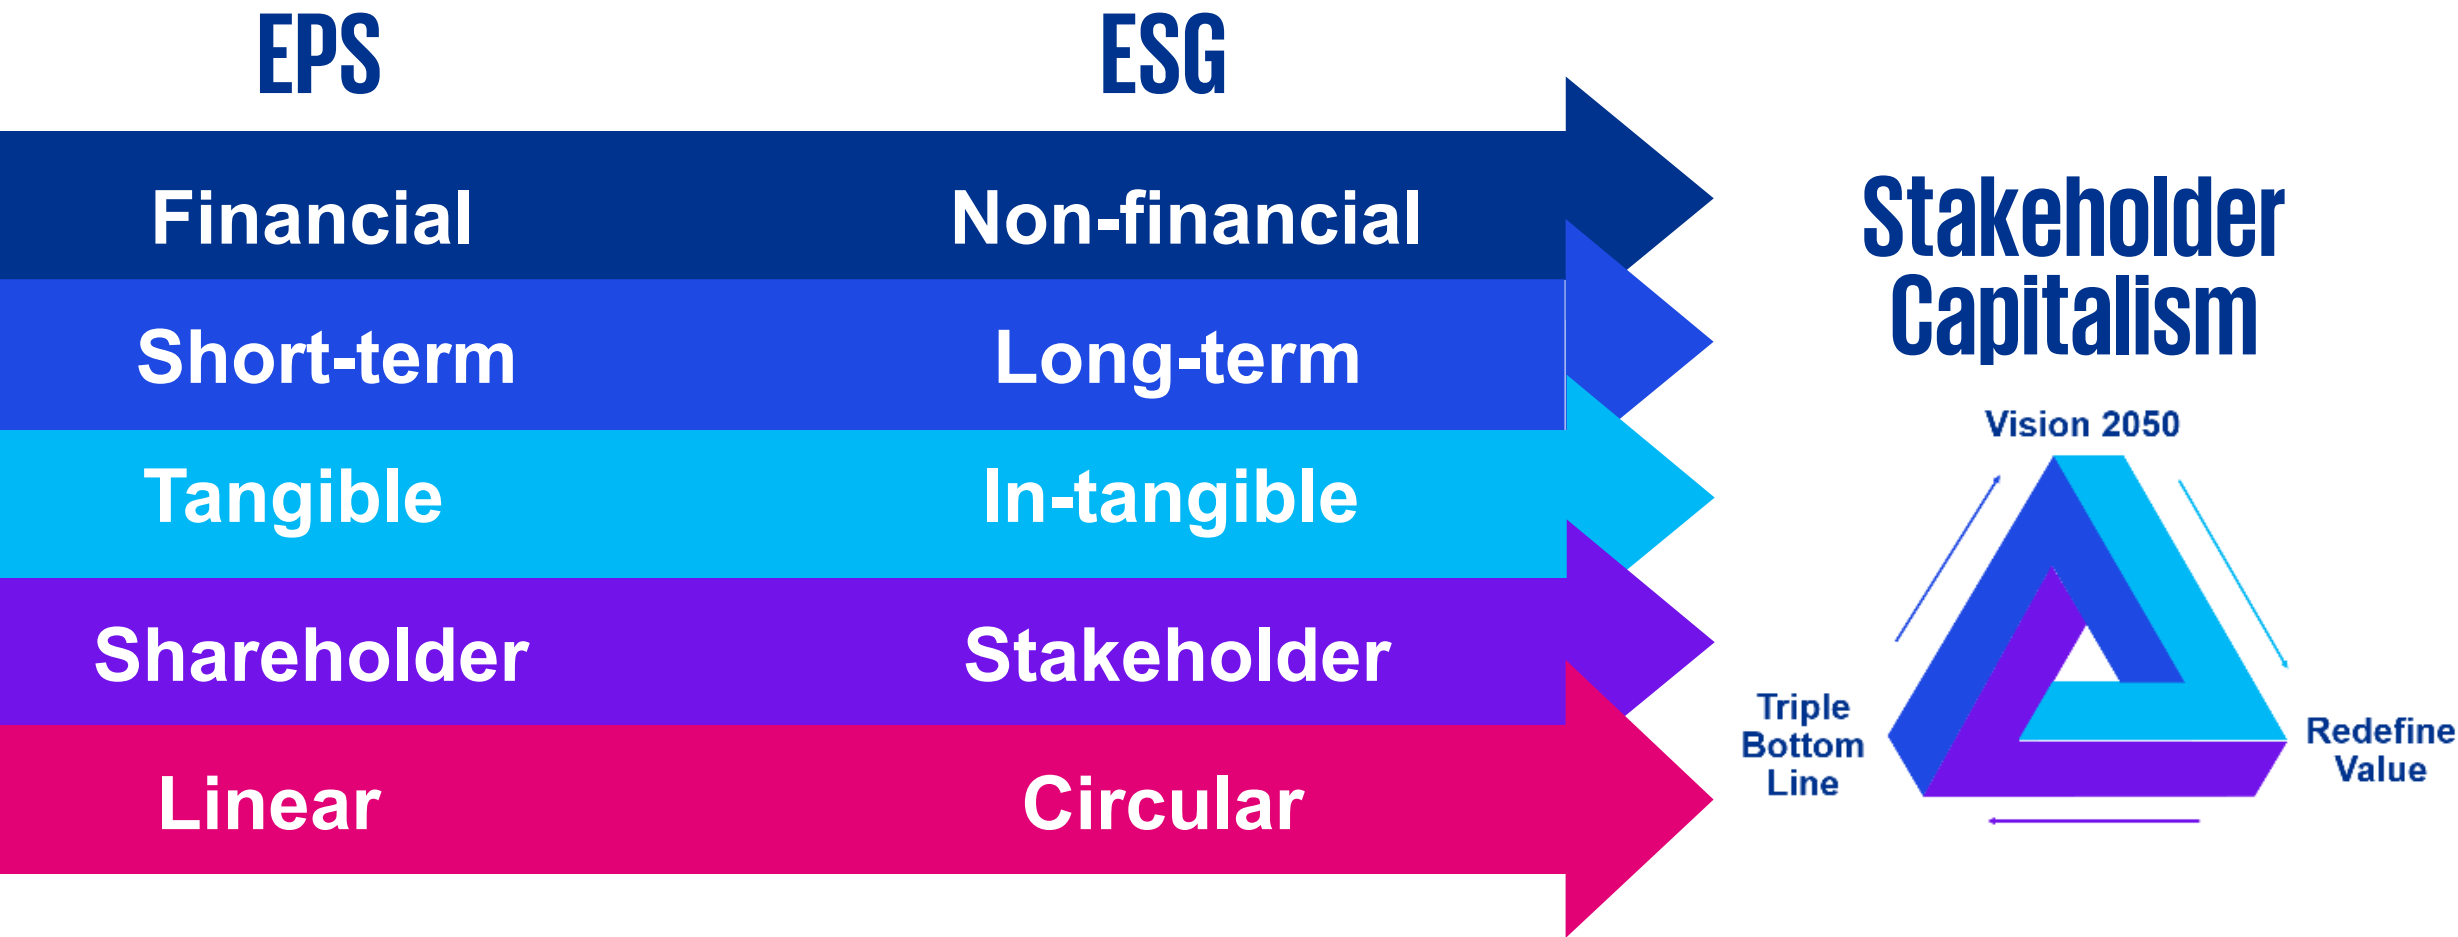 EPS
ESG
Financial
Non-financial
Short-term
Long-term
Tangible
In-tangible
Shareholder
Stakeholder
Linear
Circular
Stakeholder
Capitalism
Vision 2050
Triple
Bottom
Line
Redefine
Value